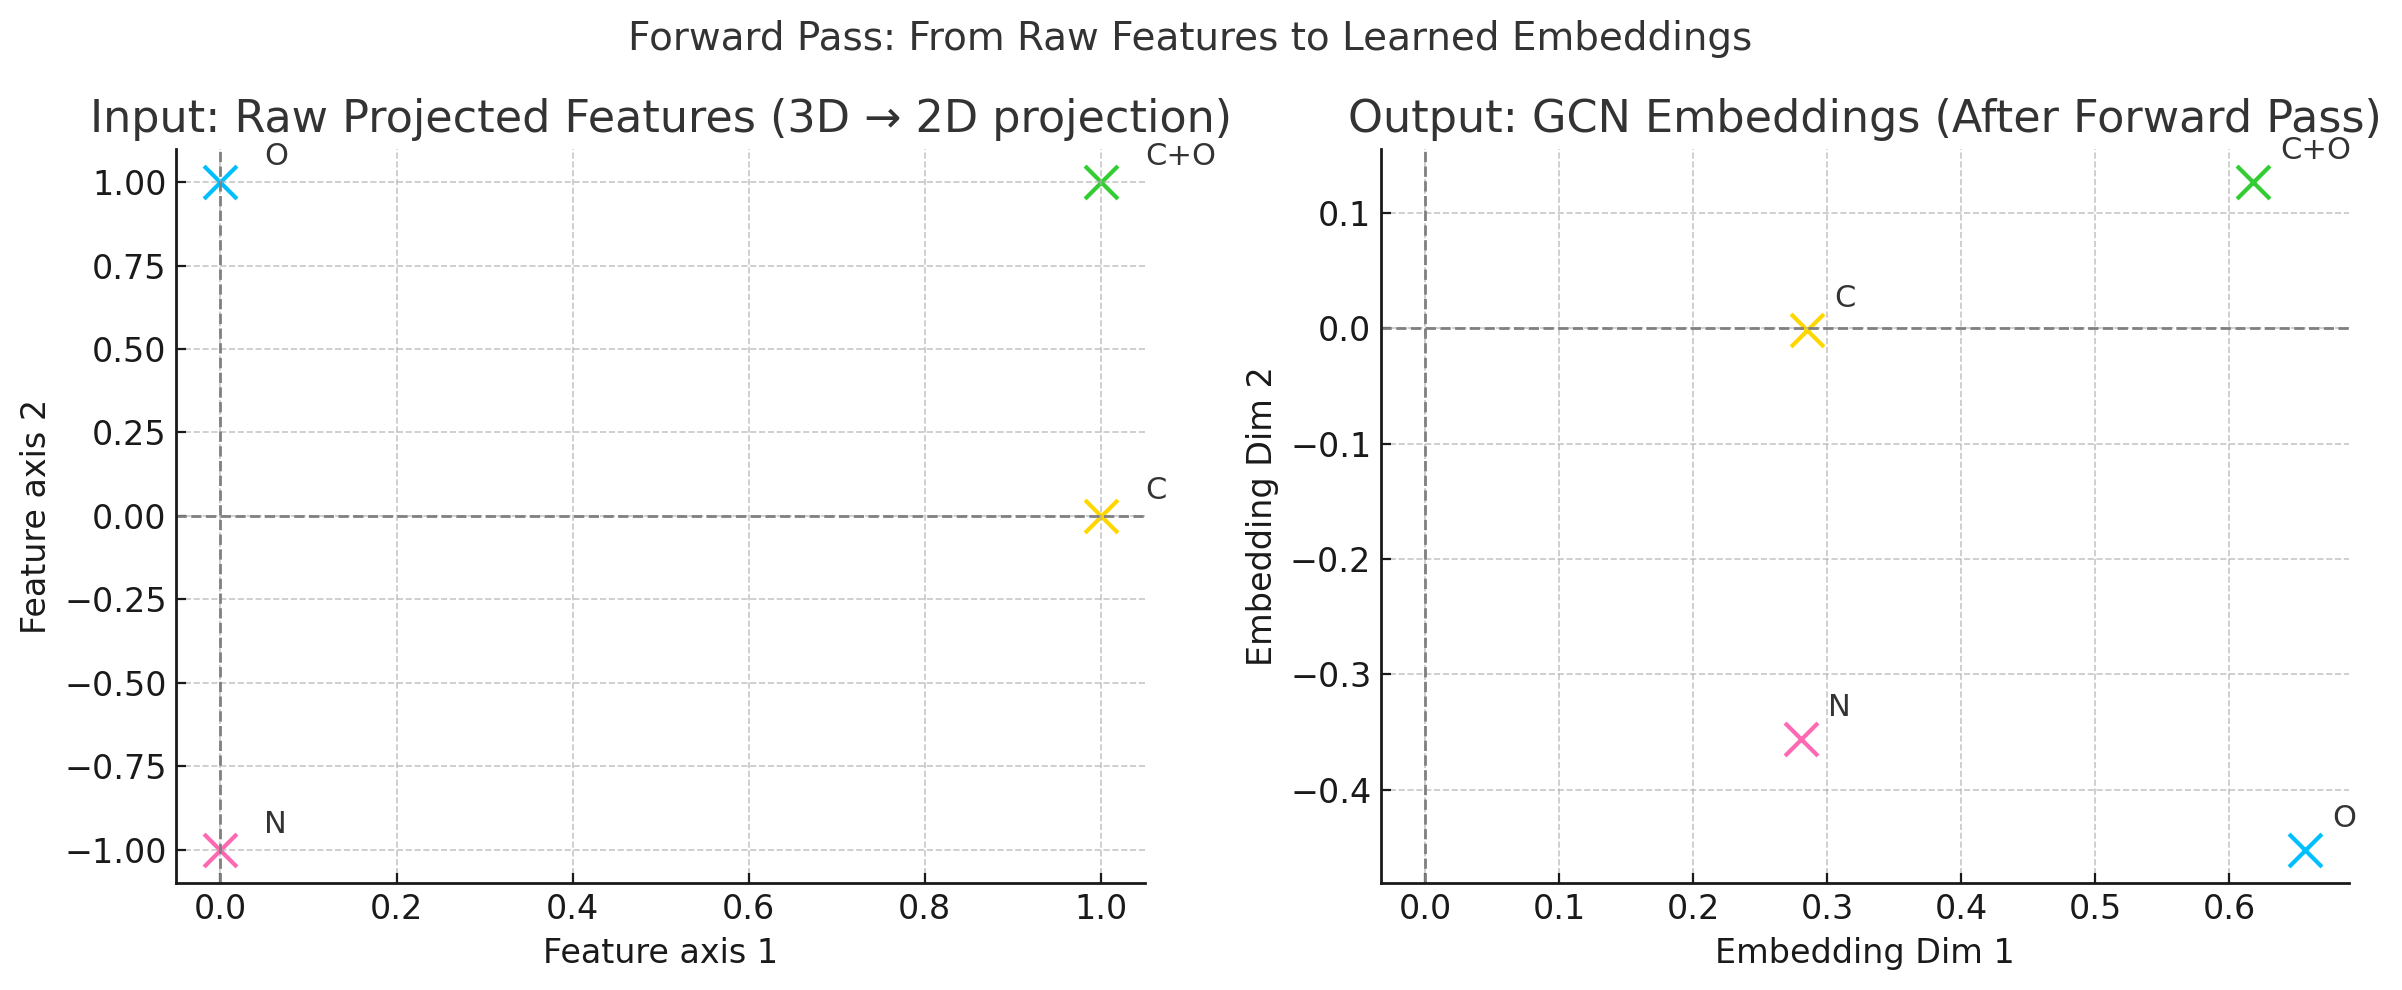 Forward Pass: From Raw Features to Learned Embeddings
Input: Raw Projected Features (3D → 2D projection)
O
C+O
1.00
0.75
0.50
0.25
C
0.00
−0.25
−0.50
−0.75
N
−1.00
Feature axis 2
0.0 0.2 0.4 0.6 0.8 1.0
Feature axis 1
Output: GCN Embeddings (After Forward Pass)
C+O
0.1
C
0.0
−0.1
−0.2
−0.3
N
−0.4
O
Embedding Dim 2
0.0 0.1 0.2 0.3 0.4 0.5 0.6
Embedding Dim 1